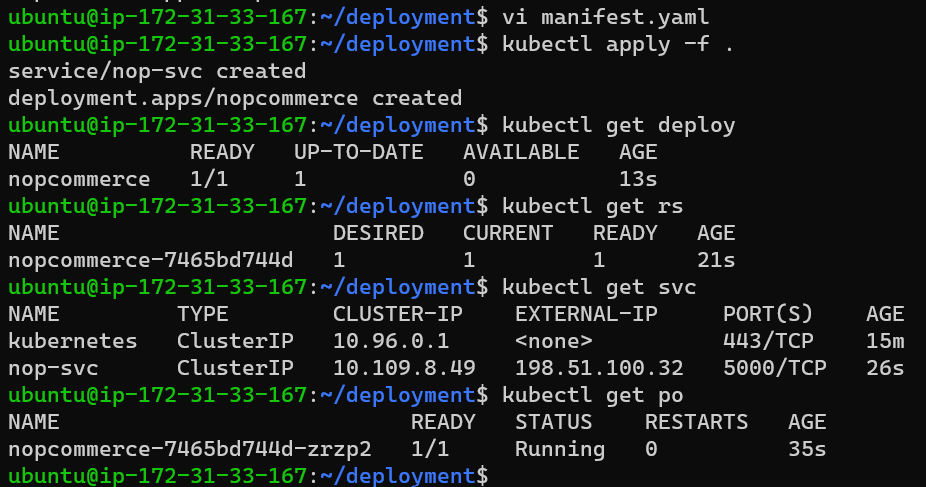 ubuntu@ip-172-31-33-167:~/deployment$ vi manifest.yaml
ubuntu@ip-172-31-33-167:~/deployment$ kubectl apply -f .
service/nop-svc created
deployment.apps/nopcommerce created
ubuntu@ip-172-31-33-167:~/deployment$ kubectl get deploy
NAME          READY   UP-TO-DATE   AVAILABLE   AGE
nopcommerce   1/1     1            0           13s
ubuntu@ip-172-31-33-167:~/deployment$ kubectl get rs
NAME                     DESIRED   CURRENT   READY   AGE
nopcommerce-7465bd744d   1         1         1       21s
ubuntu@ip-172-31-33-167:~/deployment$ kubectl get svc
NAME         TYPE        CLUSTER-IP    EXTERNAL-IP     PORT(S)    AGE
kubernetes   ClusterIP   10.96.0.1     <none>          443/TCP    15m
nop-svc      ClusterIP   10.109.8.49   198.51.100.32   5000/TCP   26s
ubuntu@ip-172-31-33-167:~/deployment$ kubectl get po
NAME                           READY   STATUS    RESTARTS   AGE
nopcommerce-7465bd744d-zrzp2   1/1     Running   0          35s
ubuntu@ip-172-31-33-167:~/deployment$